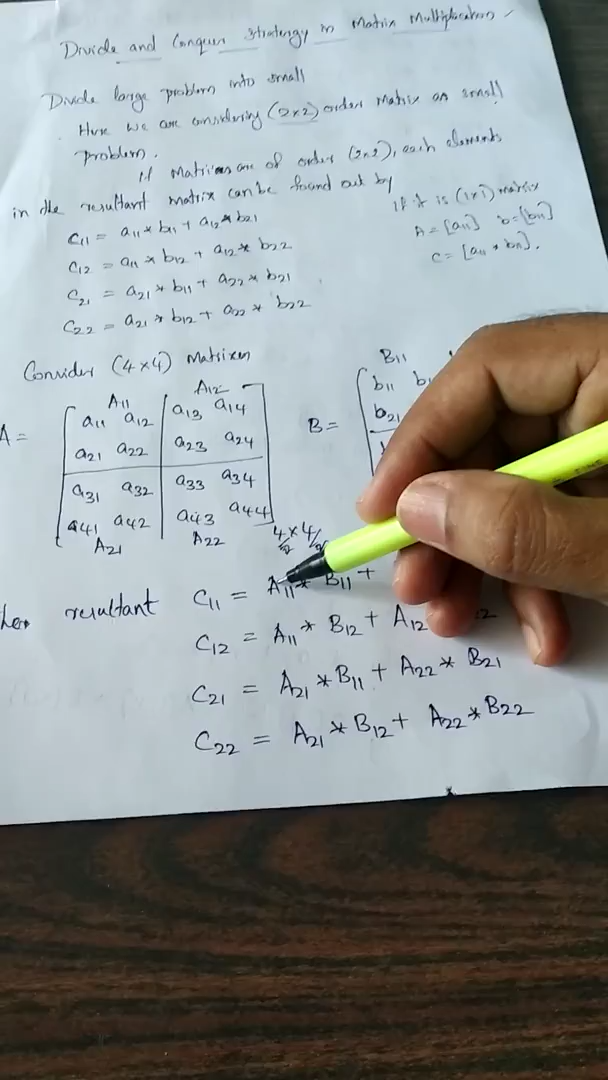 Divide and Conquer Stratergy in Matrix Multiplication
Divide large problem into small
Here we are considering (2×2) order matrix as small
problem.
If Matrices are of order (2×2), each elements
in the resultant matrix can be found out by
C11 = a11 * b11 + a12 * b21
C12 = a11 * b12 + a12 * b22
C21 = a21 * b11 + a22 * b21
C22 = a21 * b12 + a22 * b22
If it is (1×1) matrix
A = [a11] b = [b11]
C = [a11 * b11].
Consider (4×4) Matrixes
A11 A12
A =
a11 a12 a13 a14
a21 a22 a23 a24
a31 a32 a33 a34
a41 a42 a43 a44
A21 A22
4/2 × 4/2
B11
B =
b11
b21
resultant
C11 = A11 * B11 +
C12 = A11 * B12 + A12
C21 = A21 * B11 + A22 * B21
C22 = A21 * B12 + A22 * B22